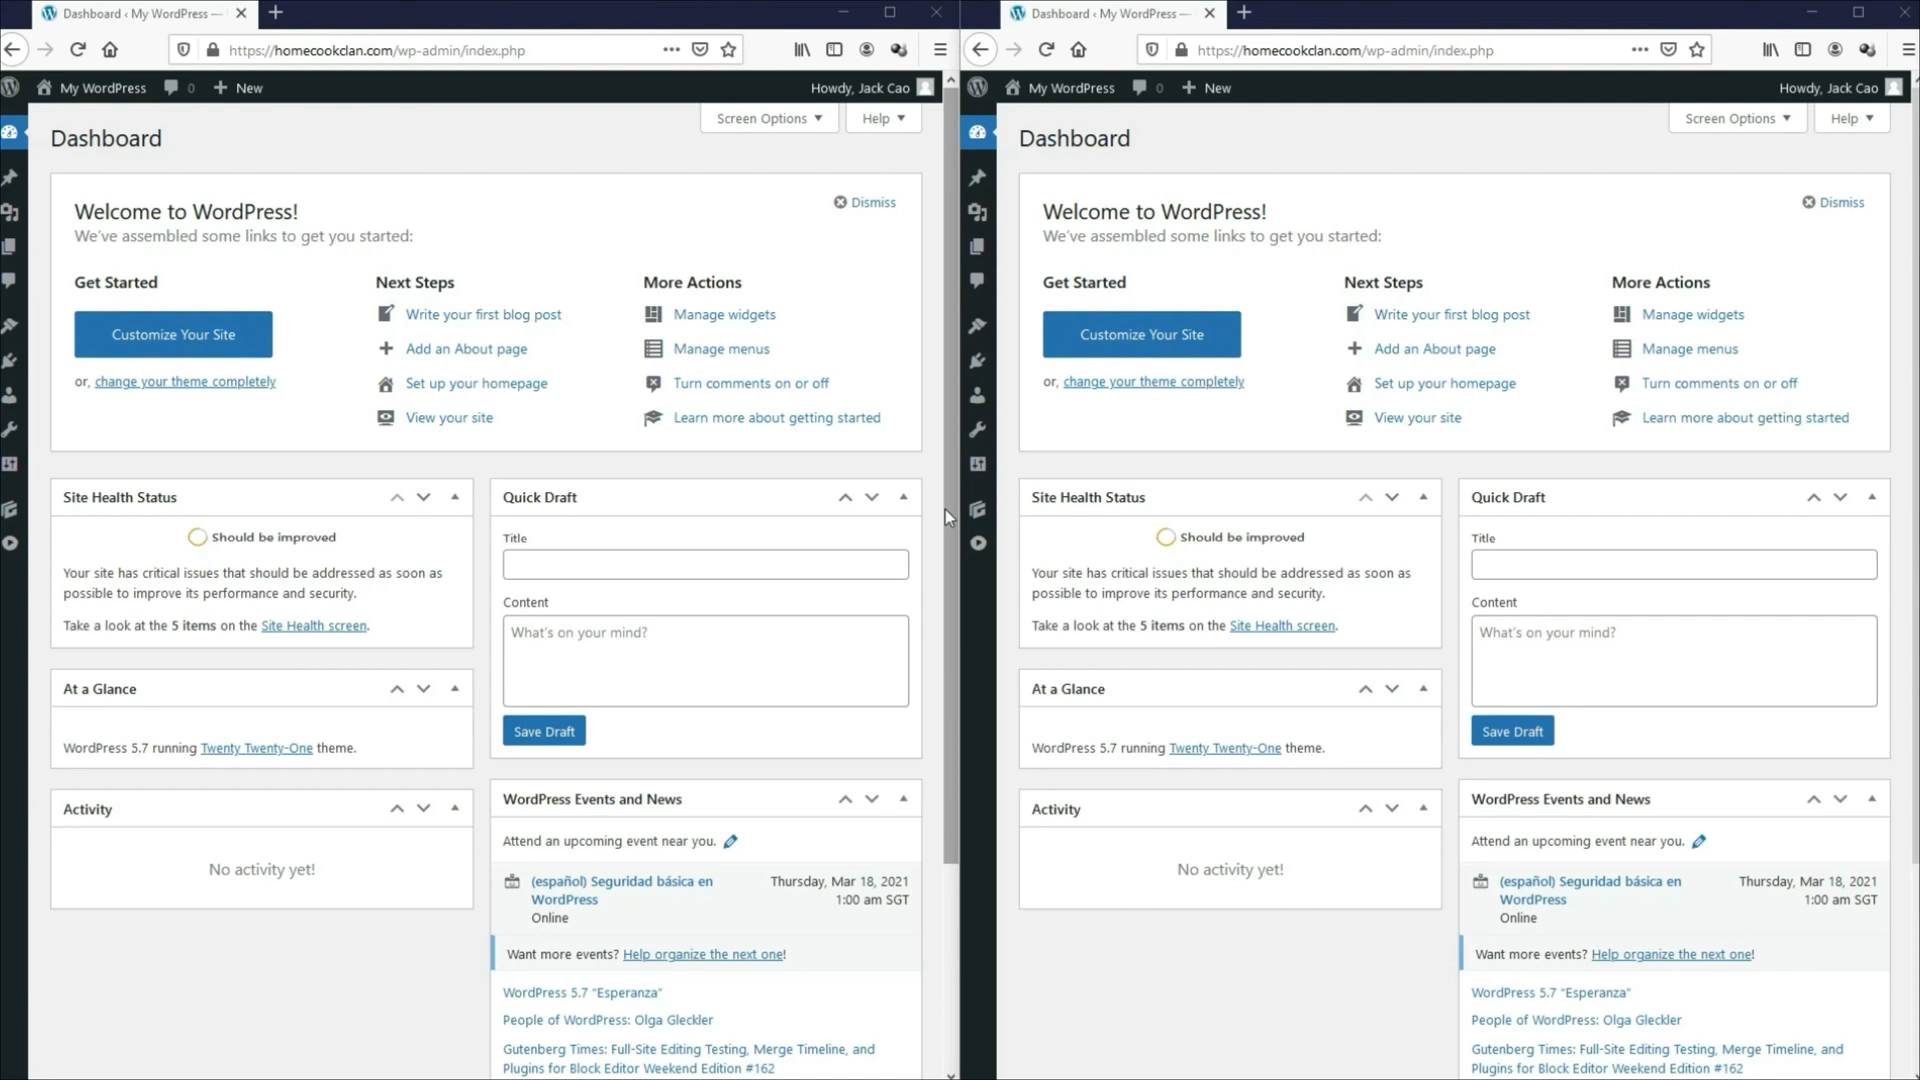 Dashboard ‹ My WordPress —
https://homecookclan.com/wp-admin/index.php
My WordPress 0 New Howdy, Jack Cao
Screen Options Help
Dashboard
Welcome to WordPress!
We've assembled some links to get you started:
Dismiss
Get Started
Customize Your Site
or, change your theme completely
Next Steps
Write your first blog post
Add an About page
Set up your homepage
View your site
More Actions
Manage widgets
Manage menus
Turn comments on or off
Learn more about getting started
Site Health Status
Should be improved
Your site has critical issues that should be addressed as soon as
possible to improve its performance and security.
Take a look at the 5 items on the Site Health screen.
At a Glance
WordPress 5.7 running Twenty Twenty-One theme.
Activity
No activity yet!
Quick Draft
Title
Content
What's on your mind?
Save Draft
WordPress Events and News
Attend an upcoming event near you.
(español) Seguridad básica en
WordPress
Online
Thursday, Mar 18, 2021
1:00 am SGT
Want more events? Help organize the next one!
WordPress 5.7 “Esperanza”
People of WordPress: Olga Gleckler
Gutenberg Times: Full-Site Editing Testing, Merge Timeline, and
Plugins for Block Editor Weekend Edition #162
Dashboard ‹ My WordPress —
https://homecookclan.com/wp-admin/index.php
My WordPress 0 New Howdy, Jack Cao
Screen Options Help
Dashboard
Welcome to WordPress!
We've assembled some links to get you started:
Dismiss
Get Started
Customize Your Site
or, change your theme completely
Next Steps
Write your first blog post
Add an About page
Set up your homepage
View your site
More Actions
Manage widgets
Manage menus
Turn comments on or off
Learn more about getting started
Site Health Status
Should be improved
Your site has critical issues that should be addressed as soon as
possible to improve its performance and security.
Take a look at the 5 items on the Site Health screen.
At a Glance
WordPress 5.7 running Twenty Twenty-One theme.
Activity
No activity yet!
Quick Draft
Title
Content
What's on your mind?
Save Draft
WordPress Events and News
Attend an upcoming event near you.
(español) Seguridad básica en
WordPress
Online
Thursday, Mar 18, 2021
1:00 am SGT
Want more events? Help organize the next one!
WordPress 5.7 “Esperanza”
People of WordPress: Olga Gleckler
Gutenberg Times: Full-Site Editing Testing, Merge Timeline, and
Plugins for Block Editor Weekend Edition #162